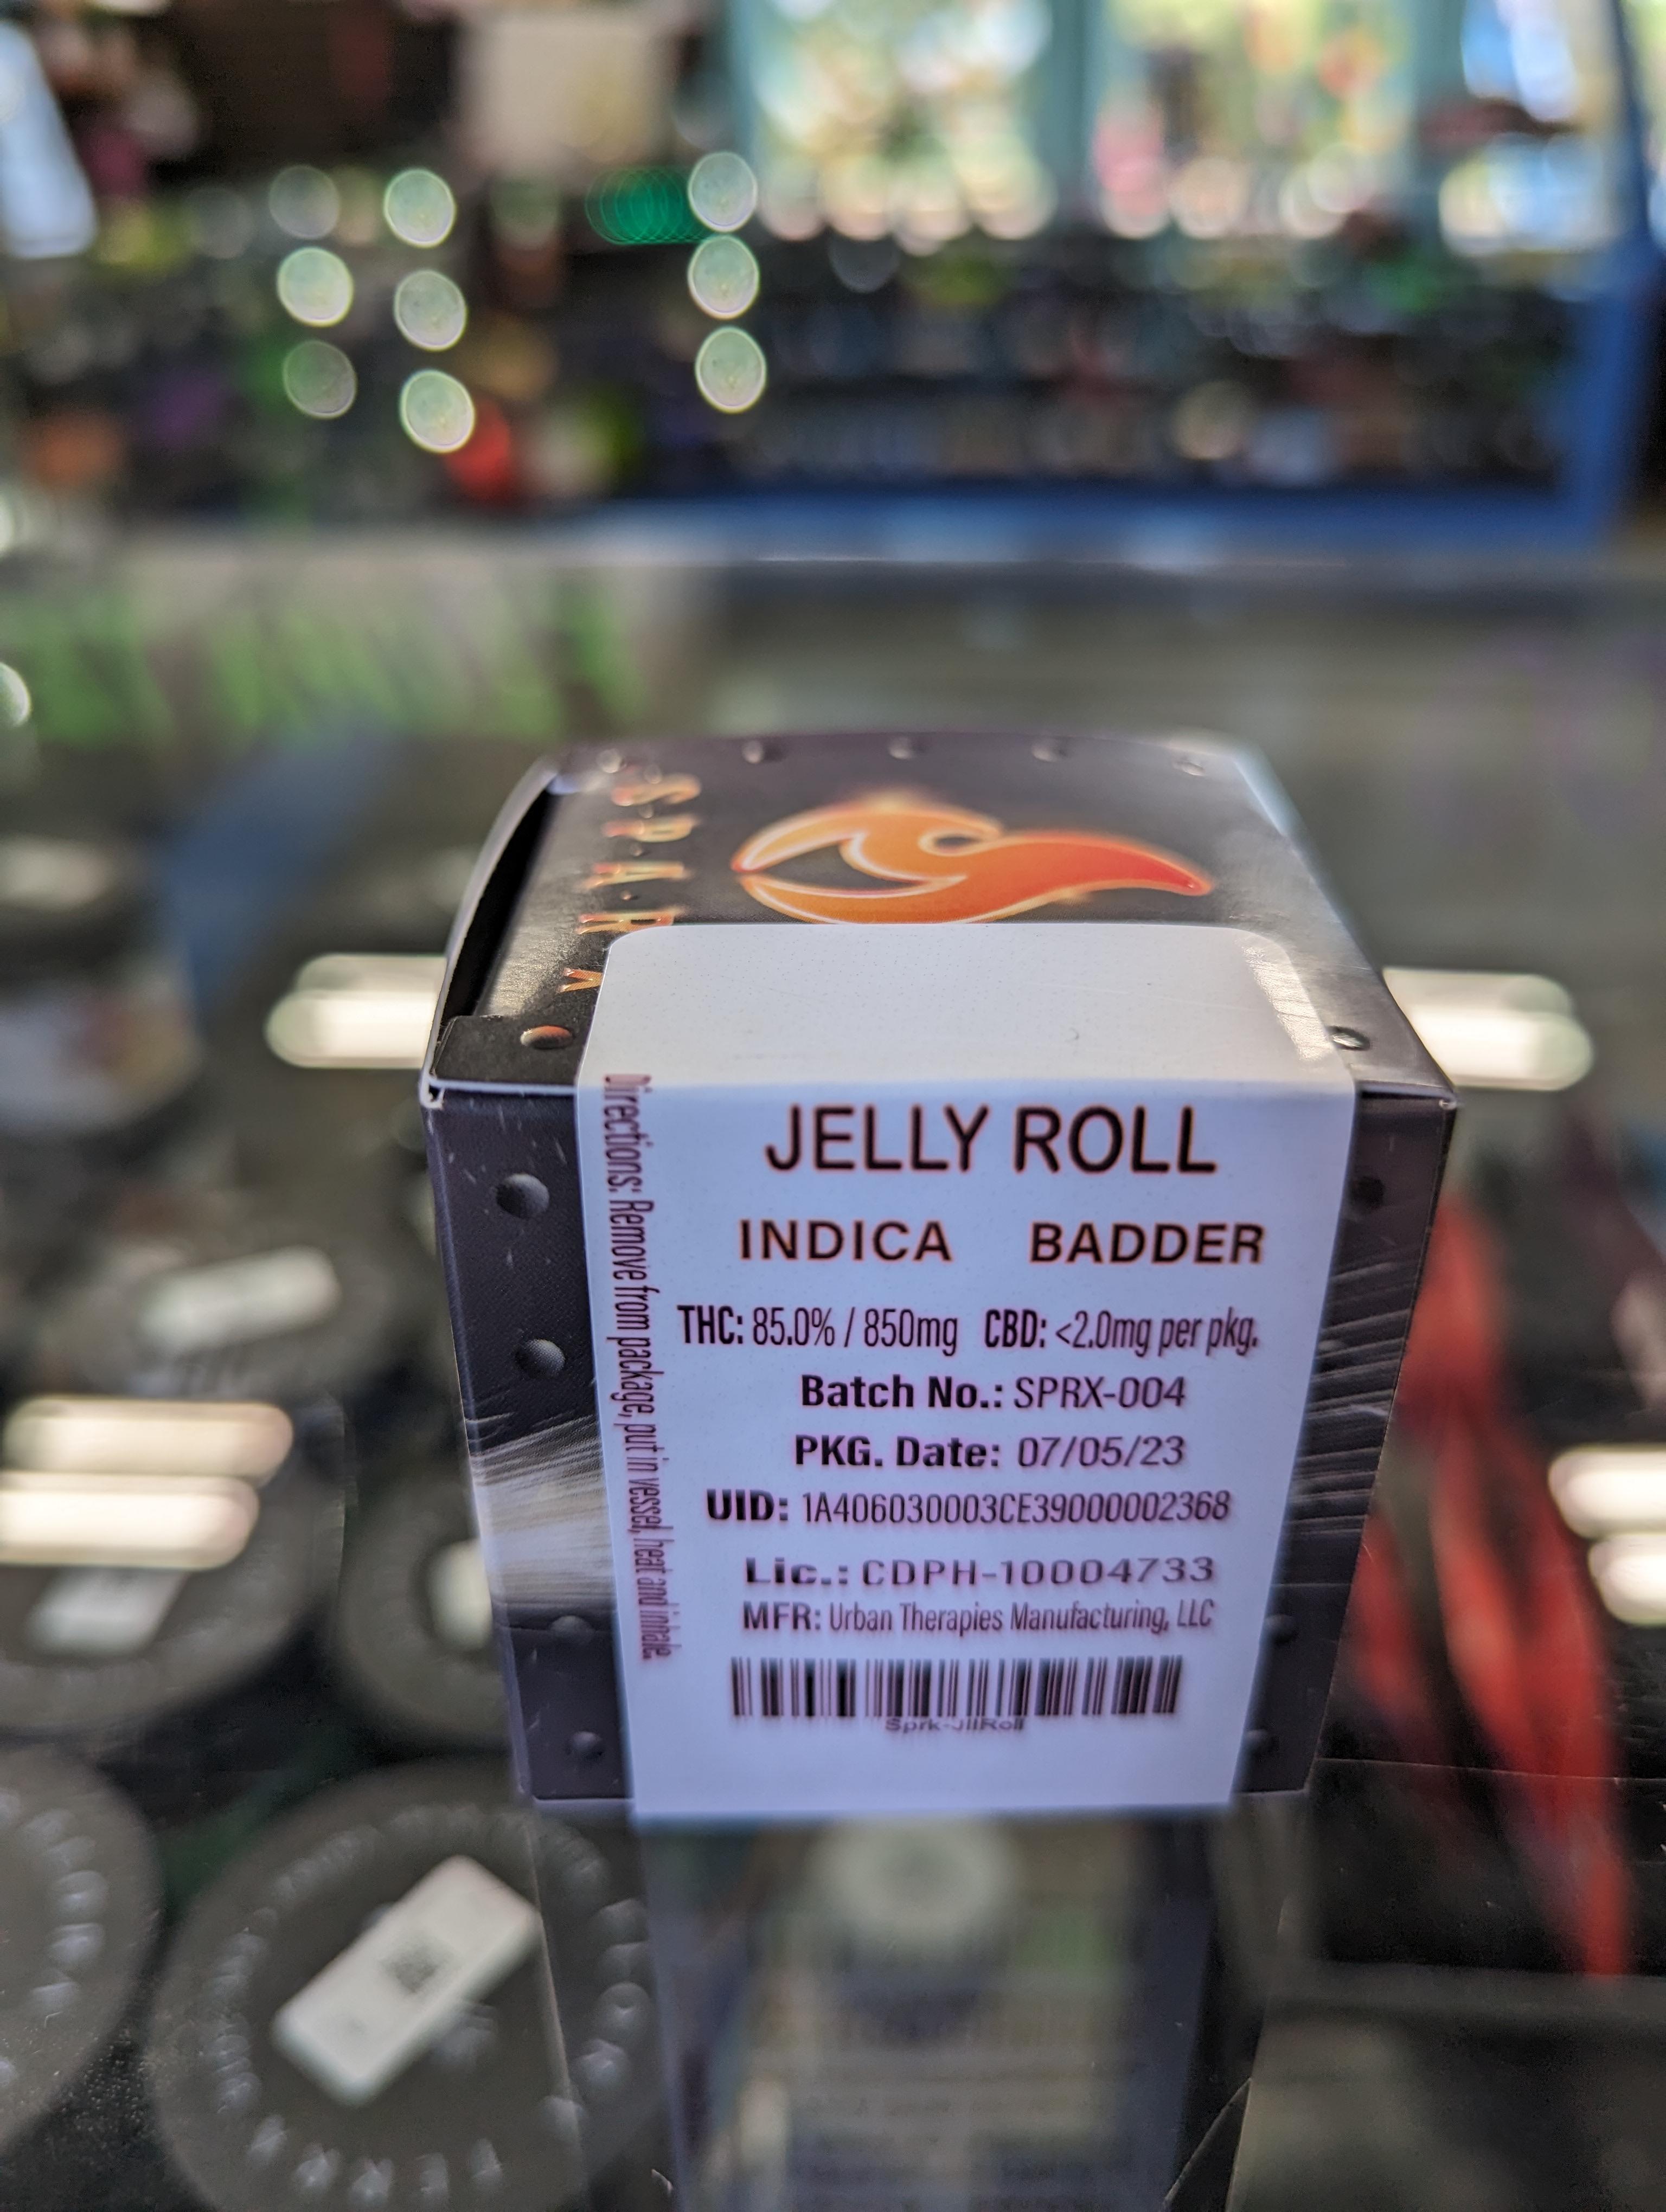 SPARX
JELLY ROLL
INDICA BADDER
THC: 85.0% / 850mg CBD: <2.0mg per pkg.
Batch No.: SPRX-004
PKG. Date: 07/05/23
UID: 1A406030003CE39000002368
Lic.: CDPH-10004733
MFR: Urban Therapies Manufacturing, LLC
Sprk-JllRoll
Directions: Remove from package, put in vessel, heat and inhale.